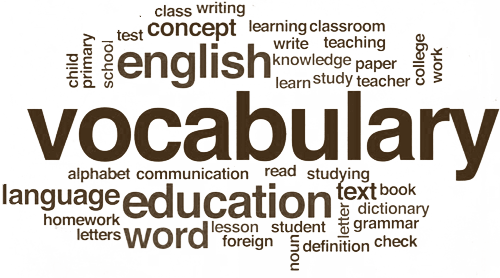 class writing
test concept learning classroom
write teaching
child primary school english knowledge paper college work
learn study teacher
vocabulary
alphabet communication read studying
language education text book
homework letter dictionary
letters word lesson student grammar
foreign noun definition check